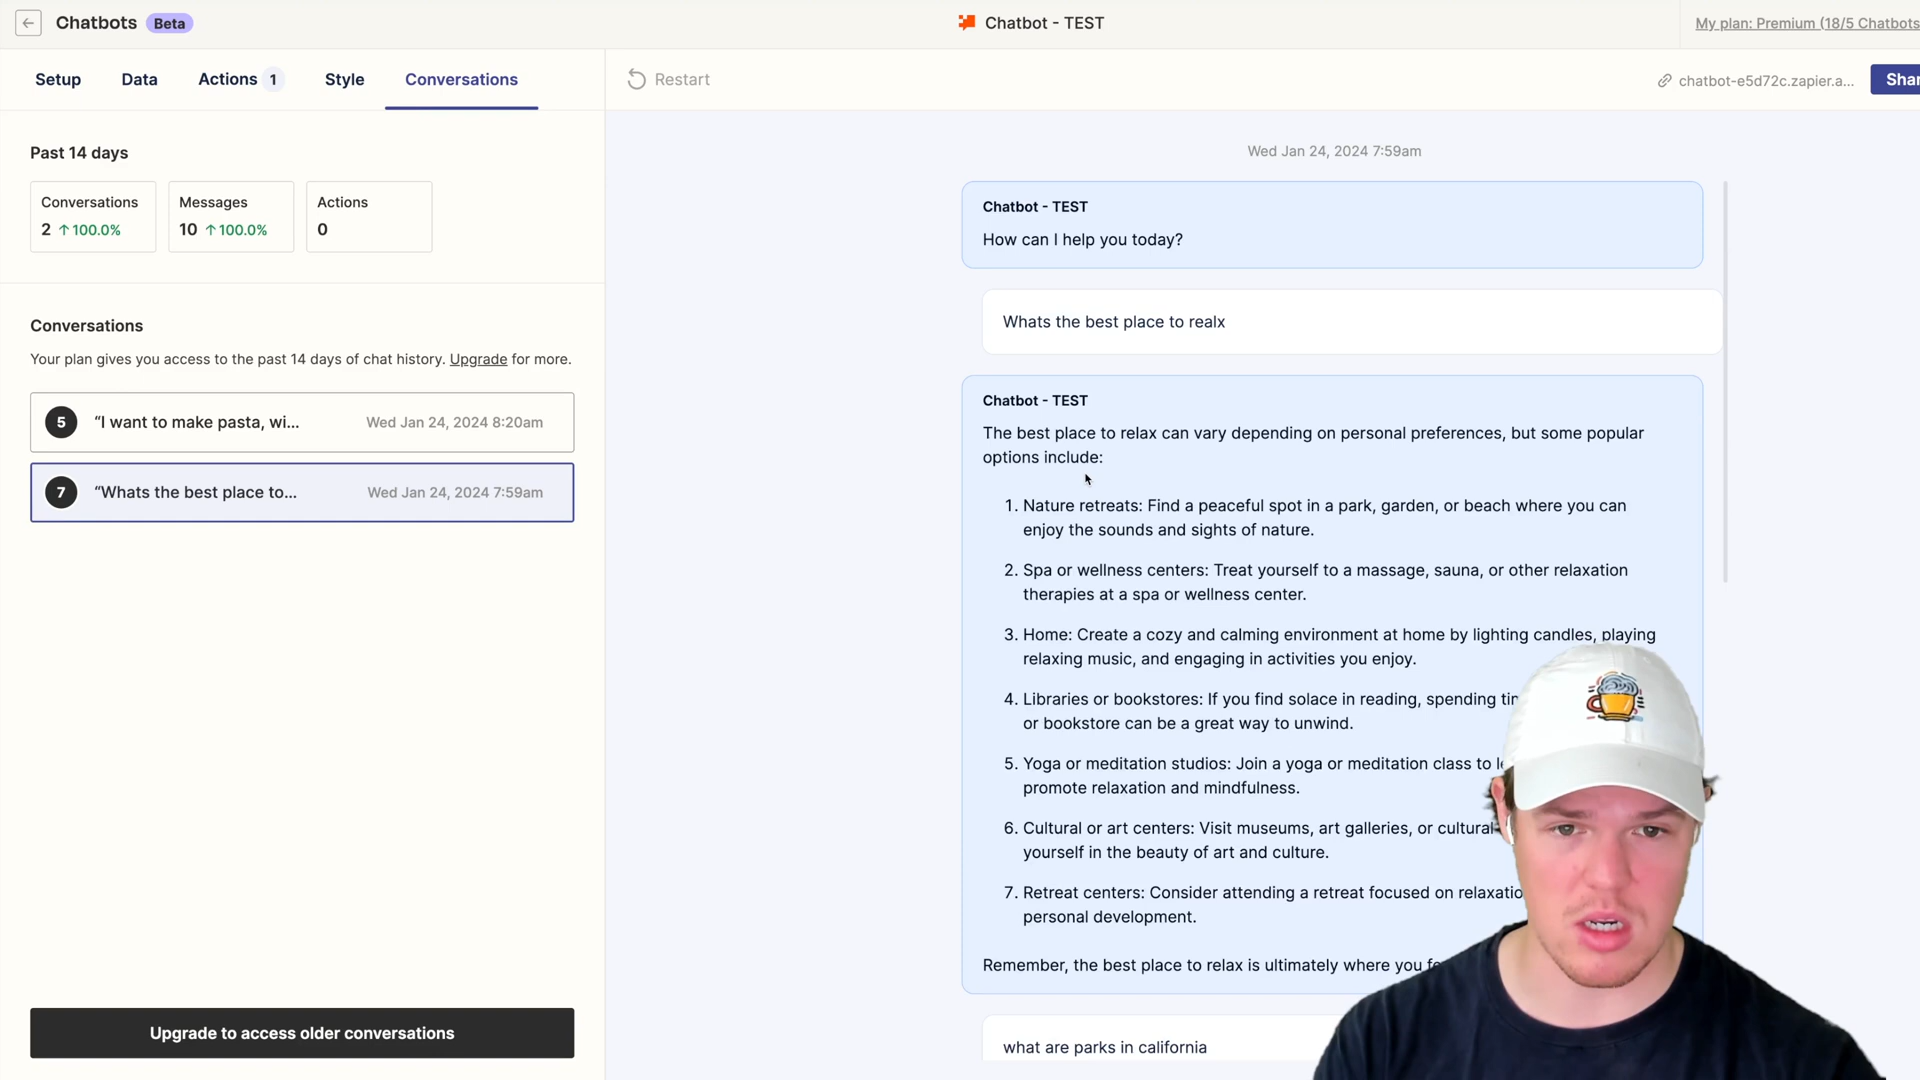 Chatbots Beta
Chatbot - TEST
My plan: Premium (18/5 Chatbots
Setup
Data
Actions 1
Style
Conversations
Restart
chatbot-e5d72c.zapier.a...
Past 14 days
Conversations
2 ↑ 100.0%
Messages
10 ↑ 100.0%
Actions
0
Conversations
Your plan gives you access to the past 14 days of chat history. Upgrade for more.
5 “I want to make pasta, wi... Wed Jan 24, 2024 8:20am
7 “Whats the best place to... Wed Jan 24, 2024 7:59am
Upgrade to access older conversations
Wed Jan 24, 2024 7:59am
Chatbot - TEST
How can I help you today?
Whats the best place to realx
Chatbot - TEST
The best place to relax can vary depending on personal preferences, but some popular
options include:
1. Nature retreats: Find a peaceful spot in a park, garden, or beach where you can
enjoy the sounds and sights of nature.
2. Spa or wellness centers: Treat yourself to a massage, sauna, or other relaxation
therapies at a spa or wellness center.
3. Home: Create a cozy and calming environment at home by lighting candles, playing
relaxing music, and engaging in activities you enjoy.
4. Libraries or bookstores: If you find solace in reading, spending
or bookstore can be a great way to unwind.
5. Yoga or meditation studios: Join a yoga or meditation class to
promote relaxation and mindfulness.
6. Cultural or art centers: Visit museums, art galleries, or cultural
yourself in the beauty of art and culture.
7. Retreat centers: Consider attending a retreat focused on
personal development.
Remember, the best place to relax is ultimately where you
what are parks in california